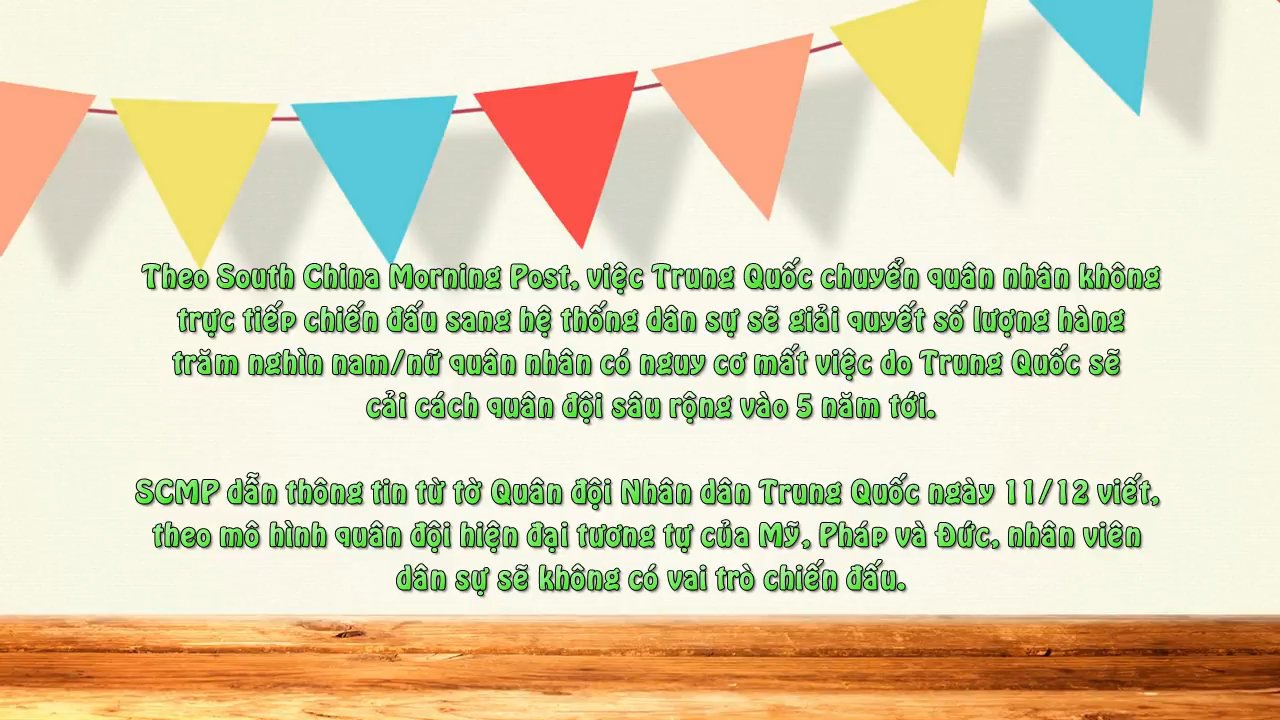 Theo South China Morning Post, việc Trung Quốc chuyển quân nhân không
trực tiếp chiến đấu sang hệ thống dân sự sẽ giải quyết số lượng hàng
trăm nghìn nam/nữ quân nhân có nguy cơ mất việc do Trung Quốc sẽ
cải cách quân đội sâu rộng vào 5 năm tới.
SCMP dẫn thông tin từ tờ Quân đội Nhân dân Trung Quốc ngày 11/12 viết,
theo mô hình quân đội hiện đại tương tự của Mỹ, Pháp và Đức, nhân viên
dân sự sẽ không có vai trò chiến đấu.